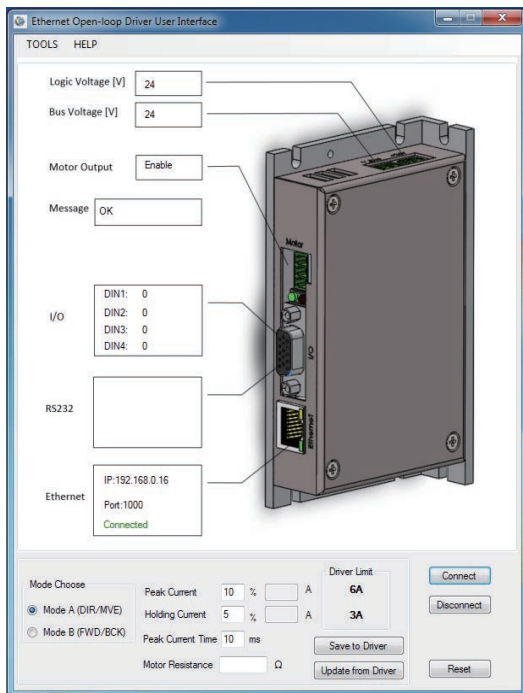 Ethernet Open-loop Driver User Interface
TOOLS HELP
Logic Voltage [V] 24
Bus Voltage [V] 24
Motor Output Enable
Message OK
Motor
I/O
DIN1: 0
DIN2: 0
DIN3: 0
DIN4: 0
I/O
RS232
Ethernet
Ethernet
IP:192.168.0.16
Port:1000
Connected
Mode Choose
Mode A (DIR/MVE)
Mode B (FWD/BCK)
Peak Current 10 % A
Holding Current 5 % A
Peak Current Time 10 ms
Motor Resistance Ω
Driver Limit
6A
3A
Save to Driver
Update from Driver
Connect
Disconnect
Reset